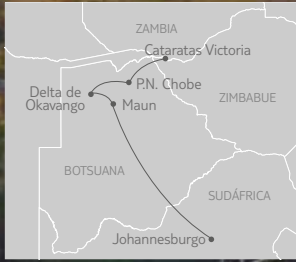 ZAMBIA
Cataratas Victoria
P.N. Chobe
Delta de
Okavango
Maun
ZIMBABUE
BOTSUANA
SUDÁFRICA
Johannesburgo